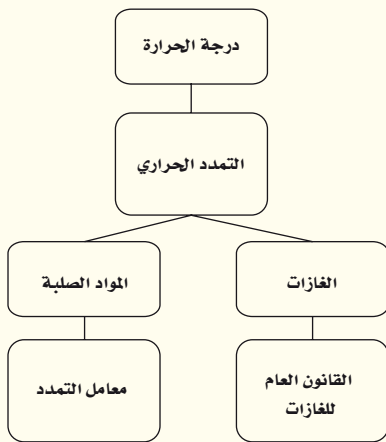 درجة الحرارة
التمدد الحراري
الغازات
المواد الصلبة
القانون العام
للغازات
معامل التمدد